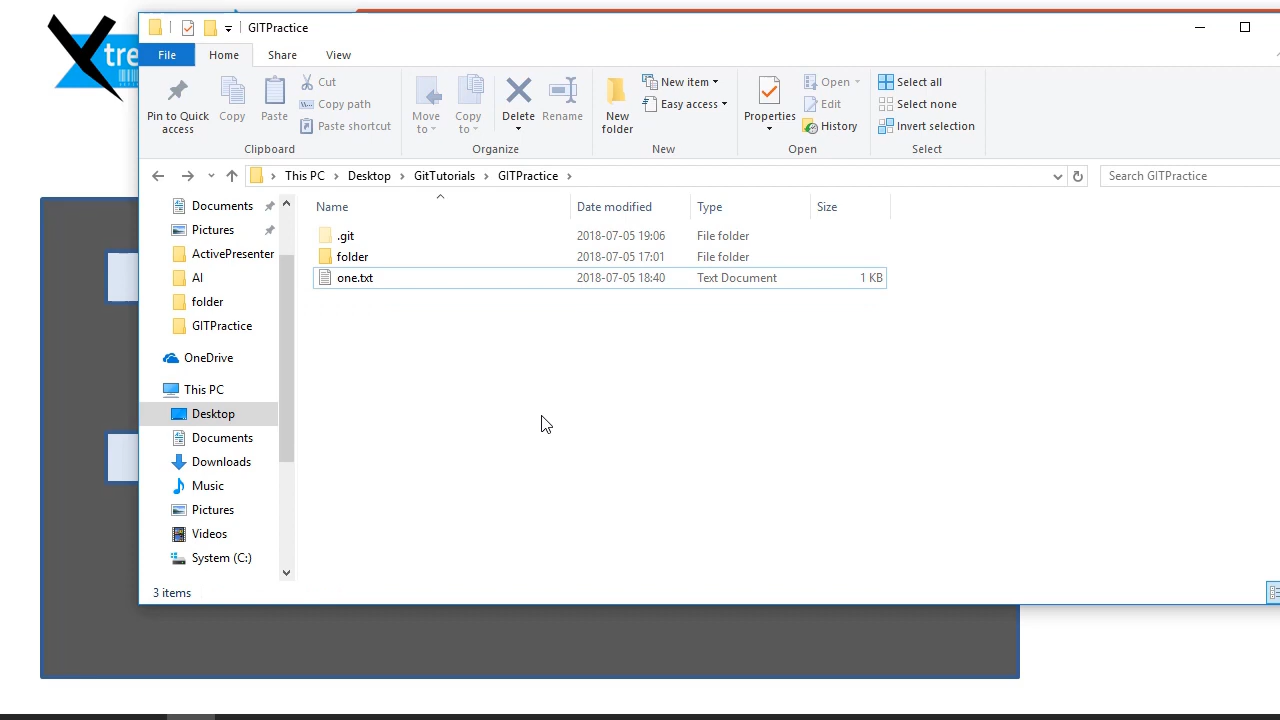 Xtre
GITPractice
File Home Share View
Pin to Quick access
Copy
Paste
Cut
Copy path
Paste shortcut
Clipboard
Move to
Copy to
Delete
Rename
Organize
New folder
New item
Easy access
New
Properties
Open
Edit
History
Open
Select all
Select none
Invert selection
Select
This PC Desktop GitTutorials GITPractice
Search GITPractice
Documents
Pictures
ActivePresenter
AI
folder
GITPractice
OneDrive
This PC
Desktop
Documents
Downloads
Music
Pictures
Videos
System (C:)
Name Date modified Type Size
.git 2018-07-05 19:06 File folder
folder 2018-07-05 17:01 File folder
one.txt 2018-07-05 18:40 Text Document 1 KB
3 items